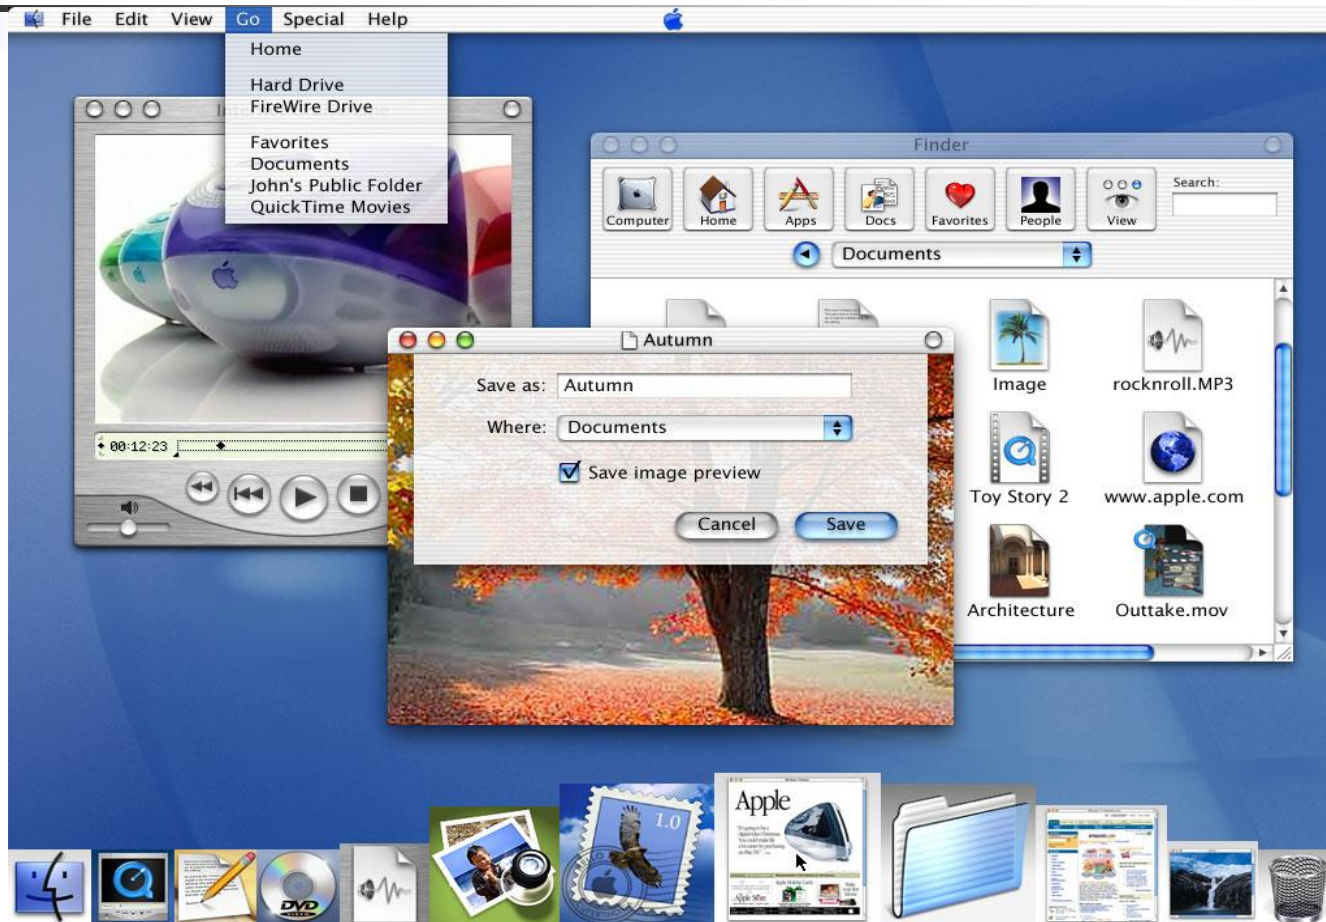 File Edit View Go Special Help
Home
Hard Drive
FireWire Drive
Favorites
Documents
John's Public Folder
QuickTime Movies
00:12:23
Finder
Computer
Home
Apps
Docs
Favorites
People
View
Search:
Documents
Image
rocknroll.MP3
Toy Story 2
www.apple.com
Architecture
Outtake.mov
Autumn
Save as: Autumn
Where: Documents
Save image preview
Cancel
Save
DVD
VIDEO
1.0
Apple